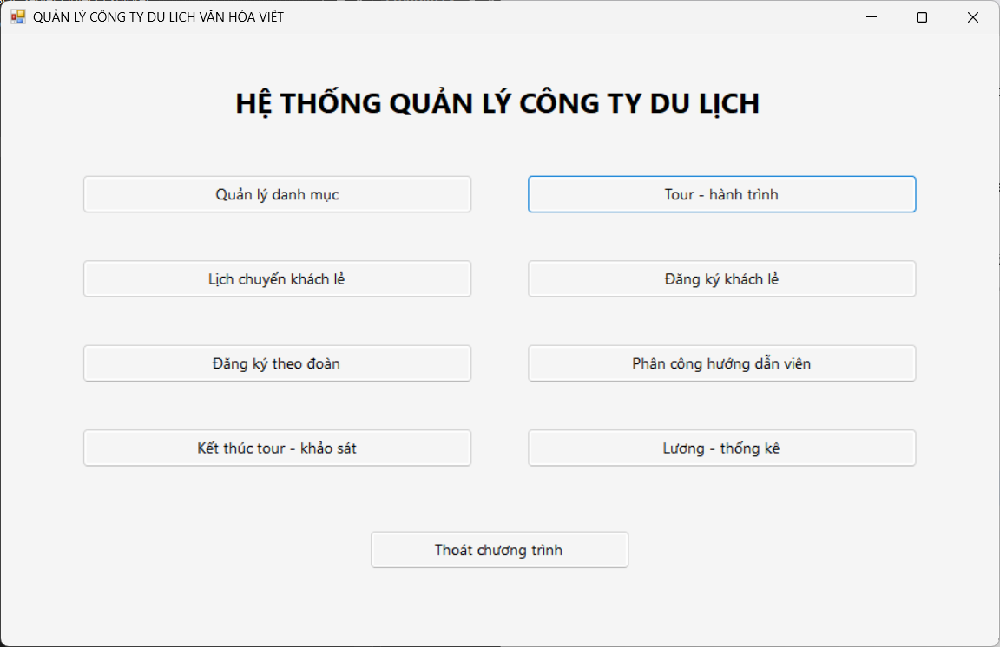 QUẢN LÝ CÔNG TY DU LỊCH VĂN HÓA VIỆT
HỆ THỐNG QUẢN LÝ CÔNG TY DU LỊCH
Quản lý danh mục
Tour - hành trình
Lịch chuyến khách lẻ
Đăng ký khách lẻ
Đăng ký theo đoàn
Phân công hướng dẫn viên
Kết thúc tour - khảo sát
Lương - thống kê
Thoát chương trình